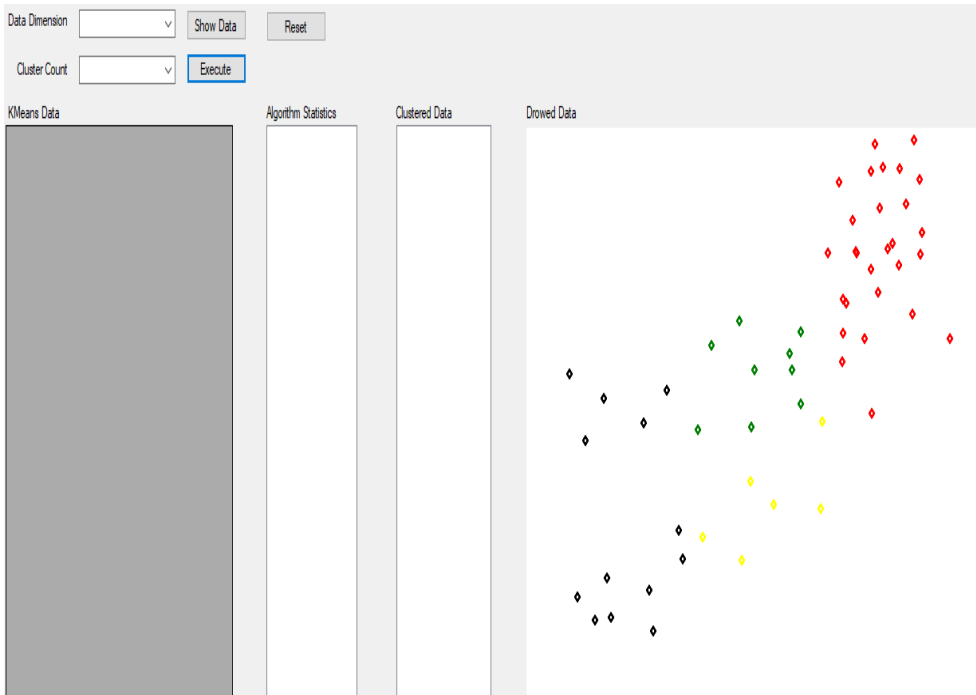 Data Dimension Show Data Reset
Cluster Count Execute
KMeans Data Algorithm Statistics Clustered Data Drowed Data